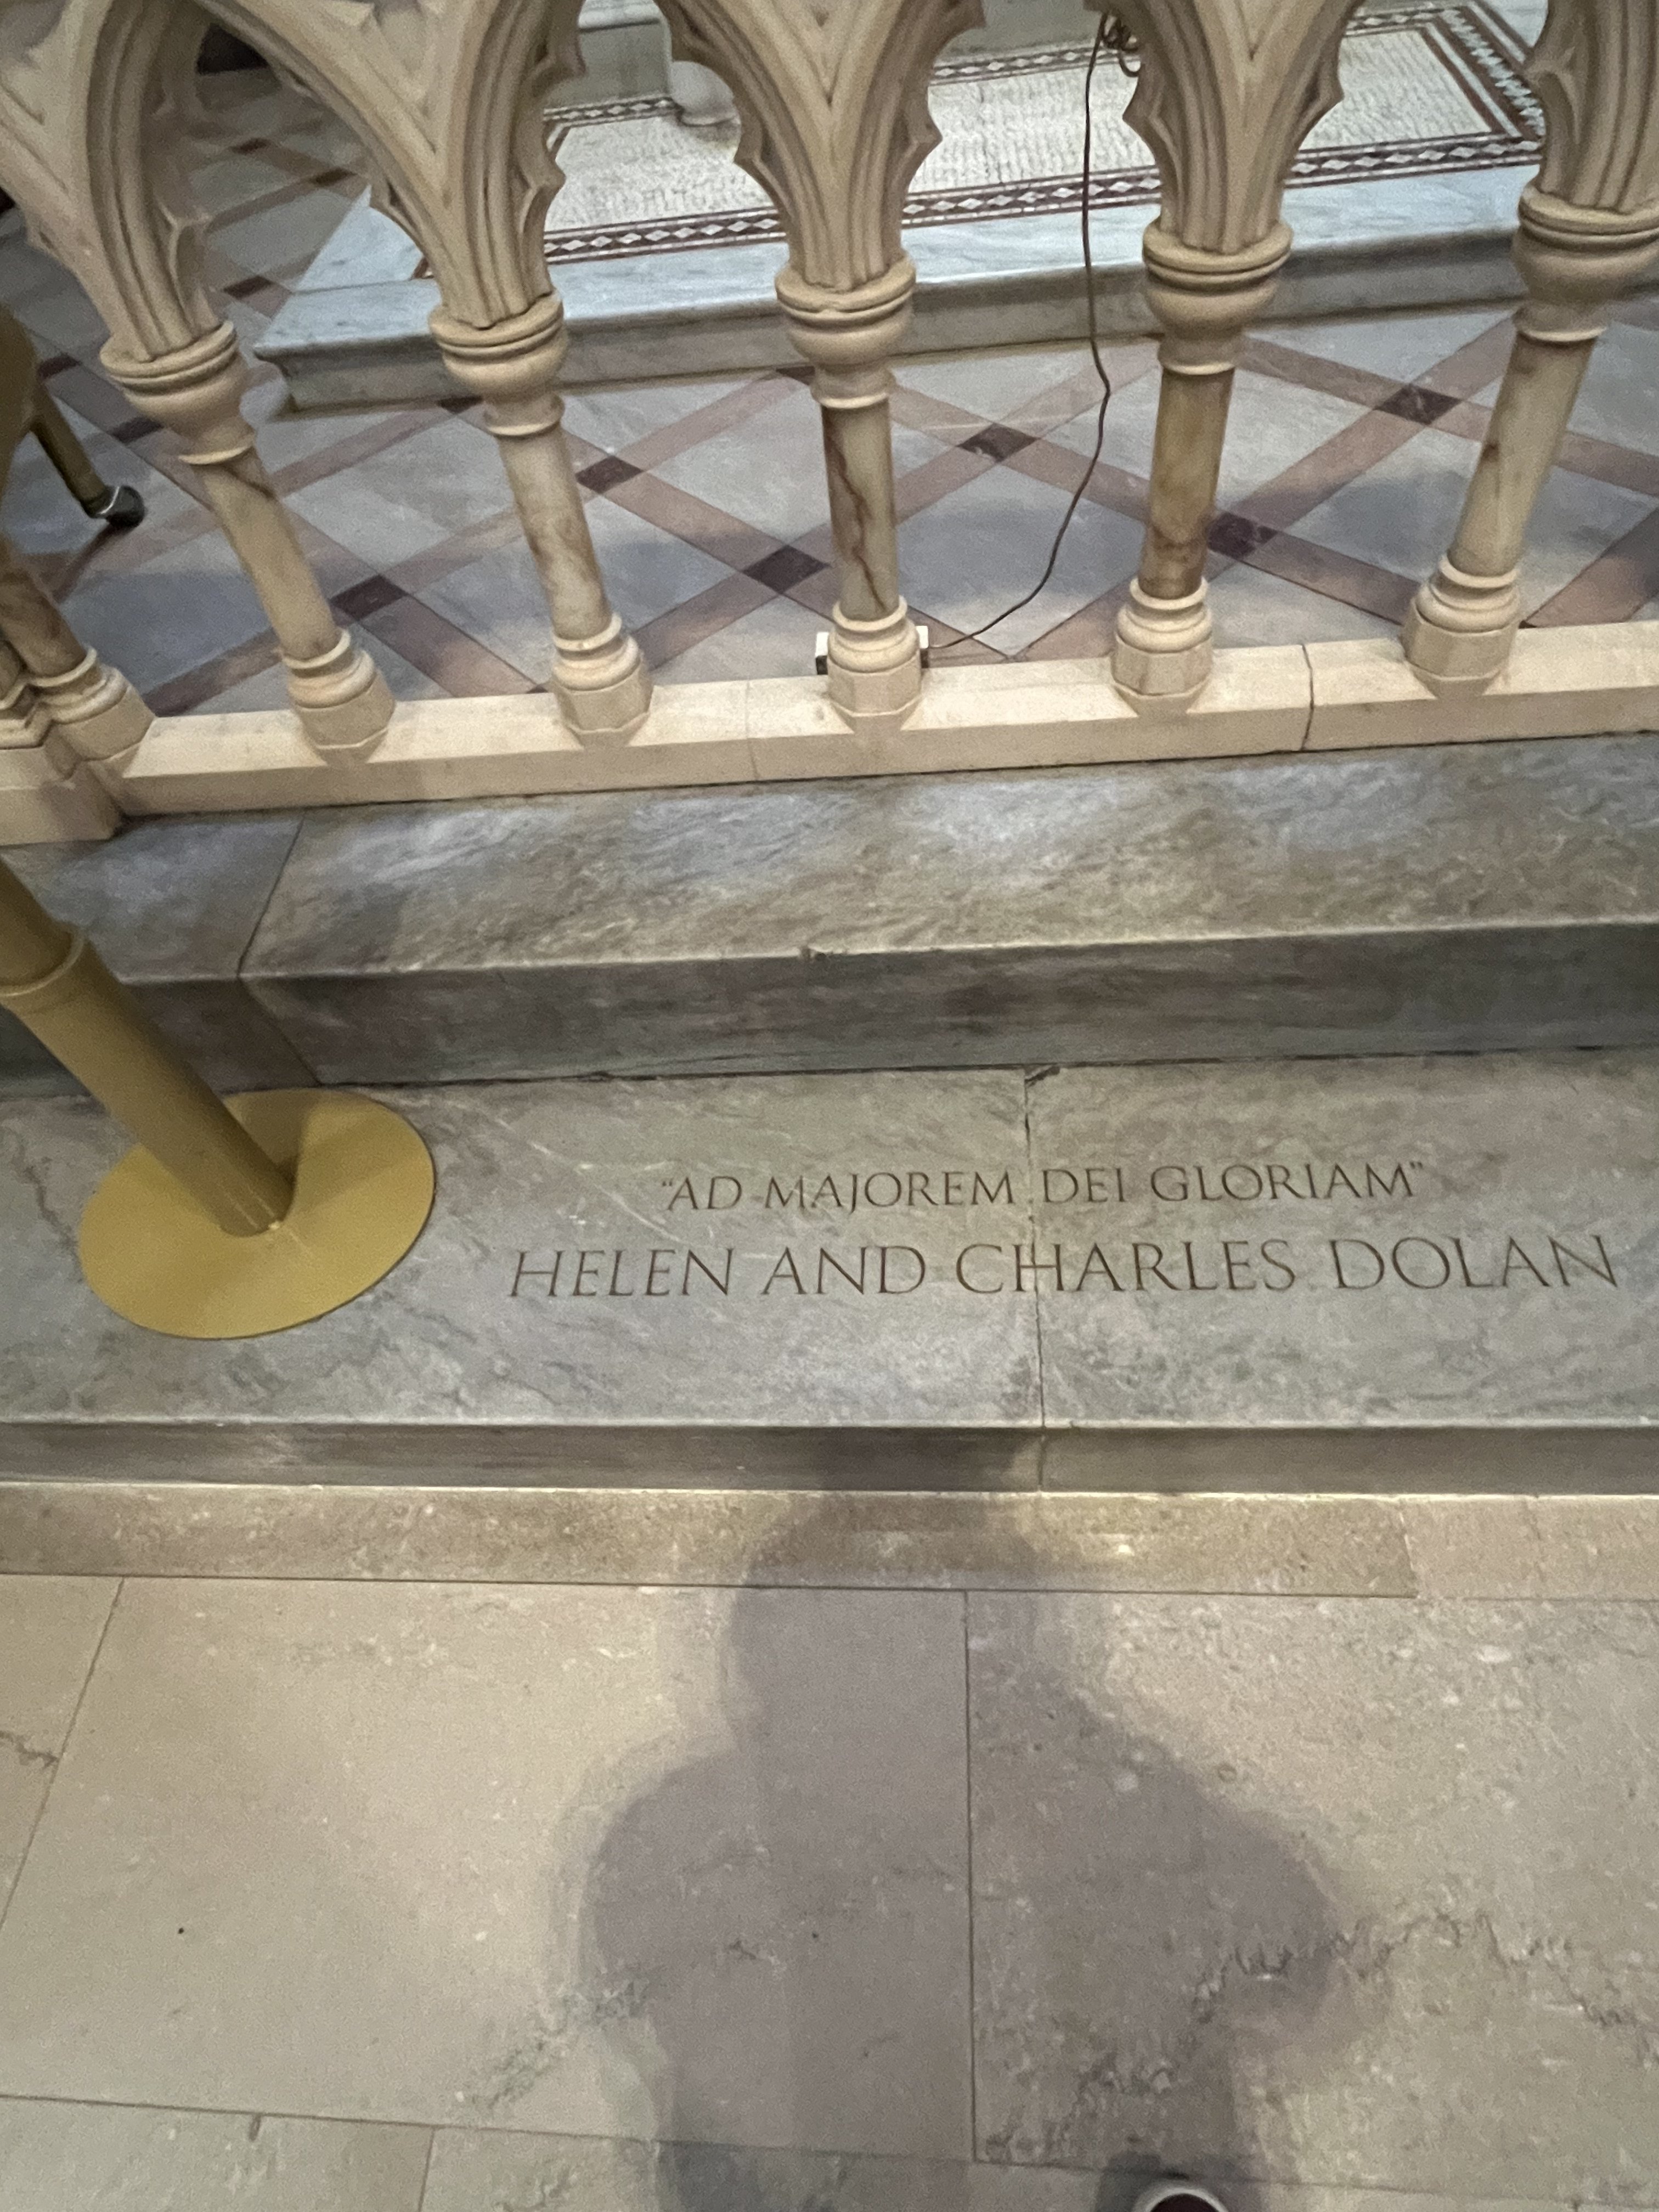 “AD MAJOREM DEI GLORIAM”
HELEN AND CHARLES DOLAN